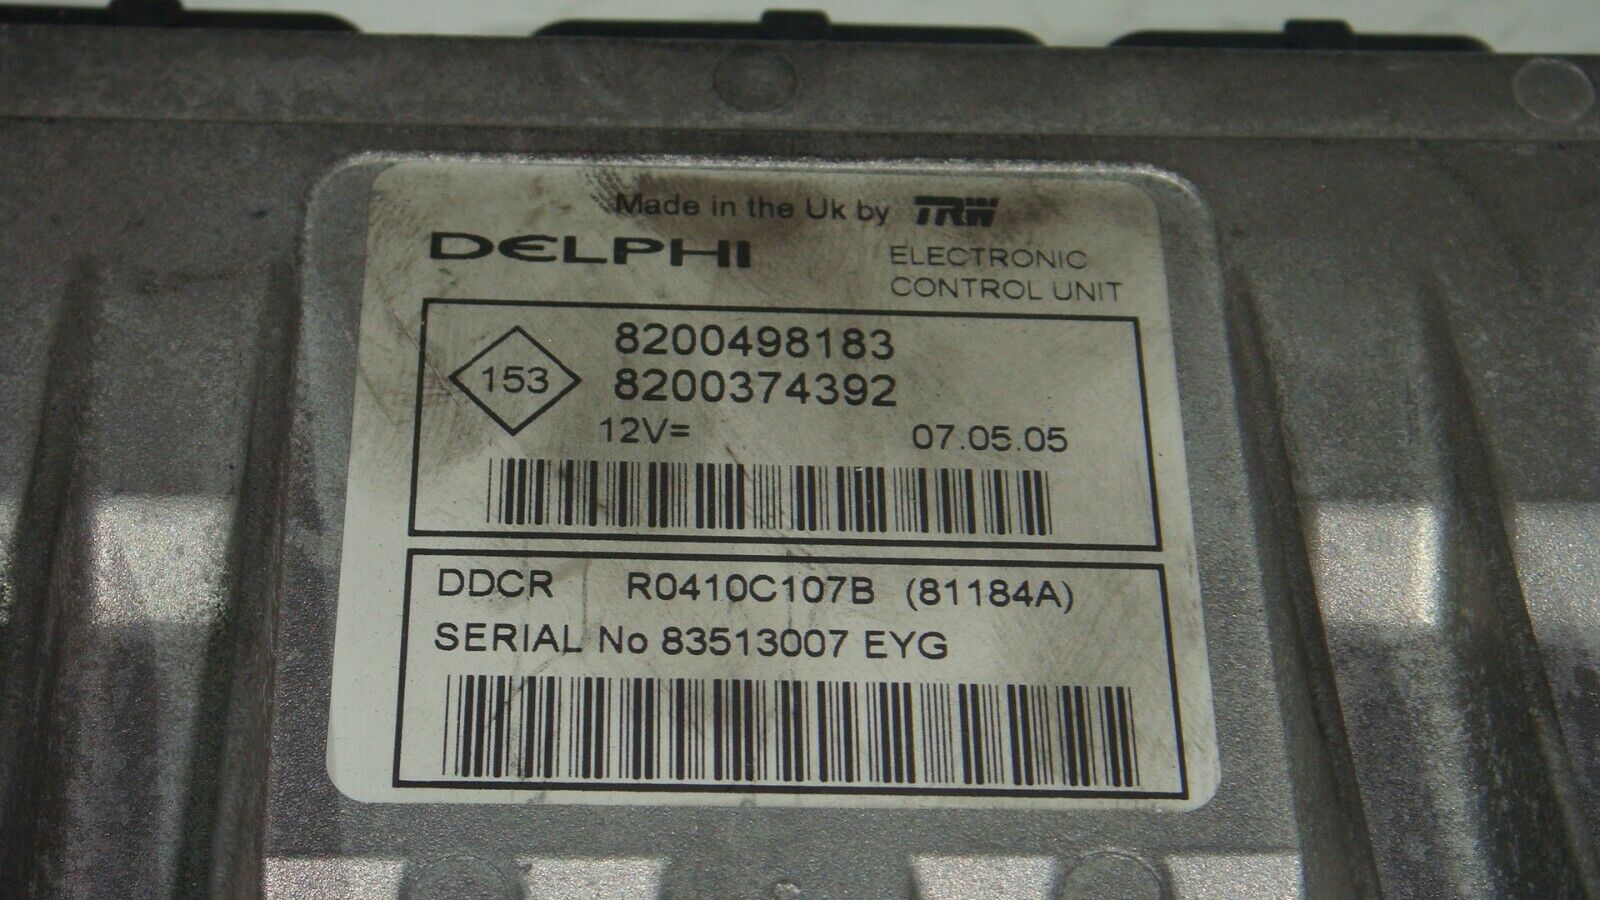 Made in the Uk by TRW
DELPHI
ELECTRONIC
CONTROL UNIT
153
8200498183
8200374392
12V=
07.05.05
DDCR R0410C107B (81184A)
SERIAL No 83513007 EYG